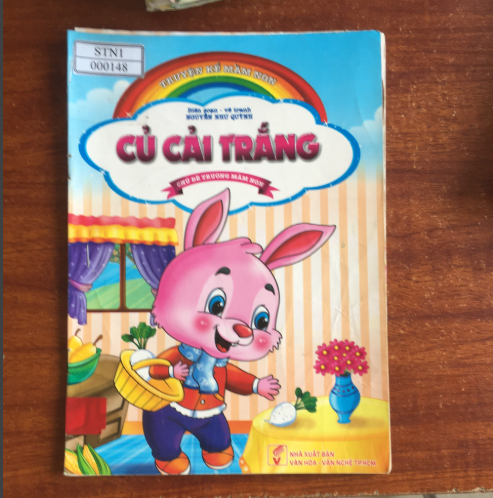 STN1
000148
TRUYỆN KỂ MẦM NON
Biên soạn - vẽ tranh
NGUYỄN NHƯ QUỲNH
CỦ CẢI TRẮNG
CHỦ ĐỀ TRƯỜNG MẦM NON
NHÀ XUẤT BẢN
VĂN HÓA - VĂN NGHỆ TP.HCM